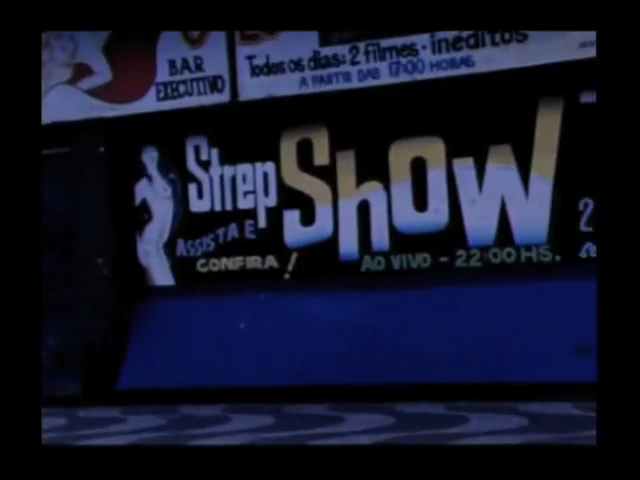 BAR
EXECUTIVO
Todos os dias: 2 filmes - inéditos
A PARTIR DAS 17:00 HORAS
Strep Show
ASSISTA E
CONFIRA!
AO VIVO - 22:00 HS.
2